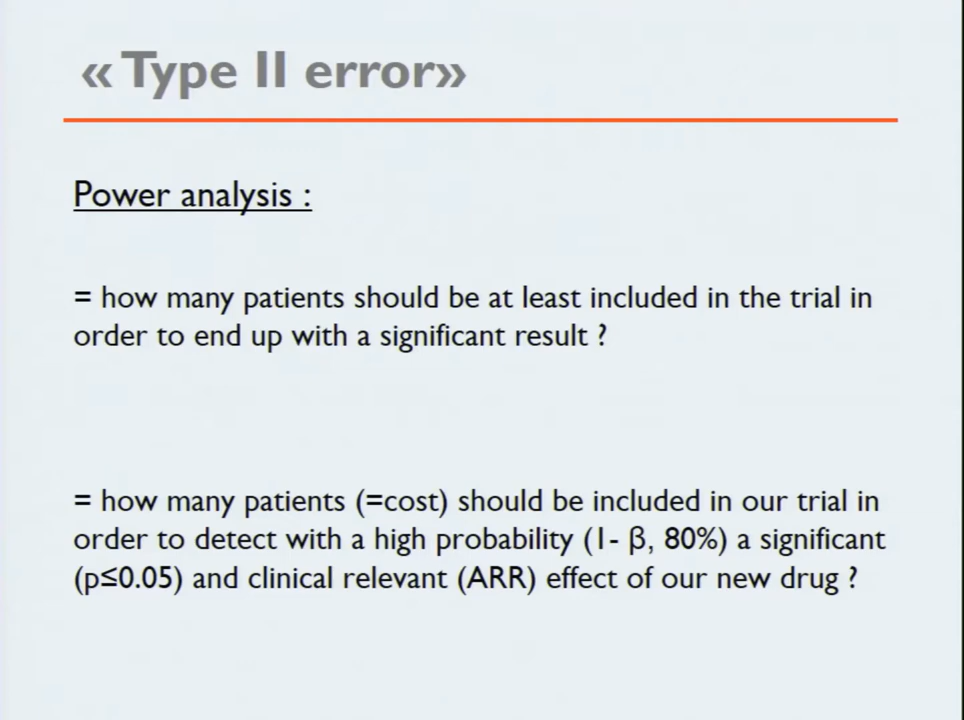 «Type II error»
Power analysis :
= how many patients should be at least included in the trial in
order to end up with a significant result ?
= how many patients (=cost) should be included in our trial in
order to detect with a high probability (1- β, 80%) a significant
(p≤0.05) and clinical relevant (ARR) effect of our new drug ?